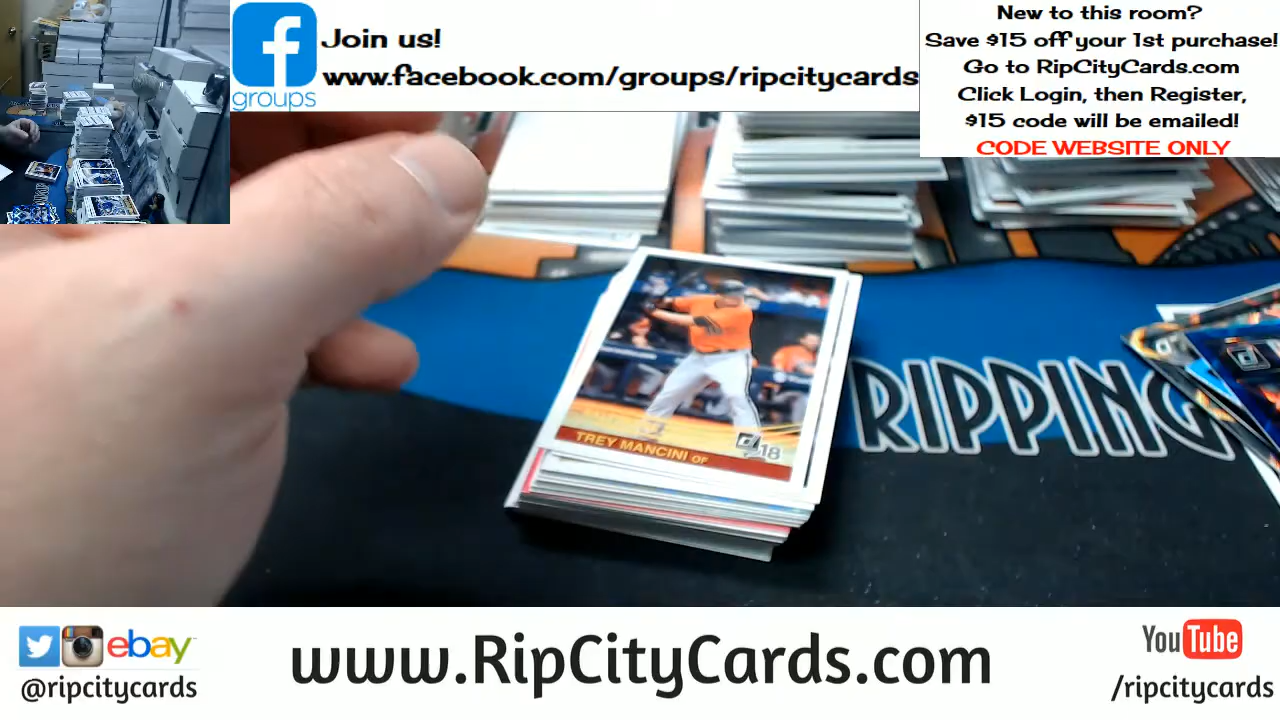 Join us!
www.facebook.com/groups/ripcitycards
groups
New to this room?
Save $15 off your 1st purchase!
Go to RipCityCards.com
Click Login, then Register,
$15 code will be emailed!
CODE WEBSITE ONLY
TREY MANCINI OF
18
RIPPING
ebay
@ripcitycards
www.RipCityCards.com
YouTube
/ripcitycards